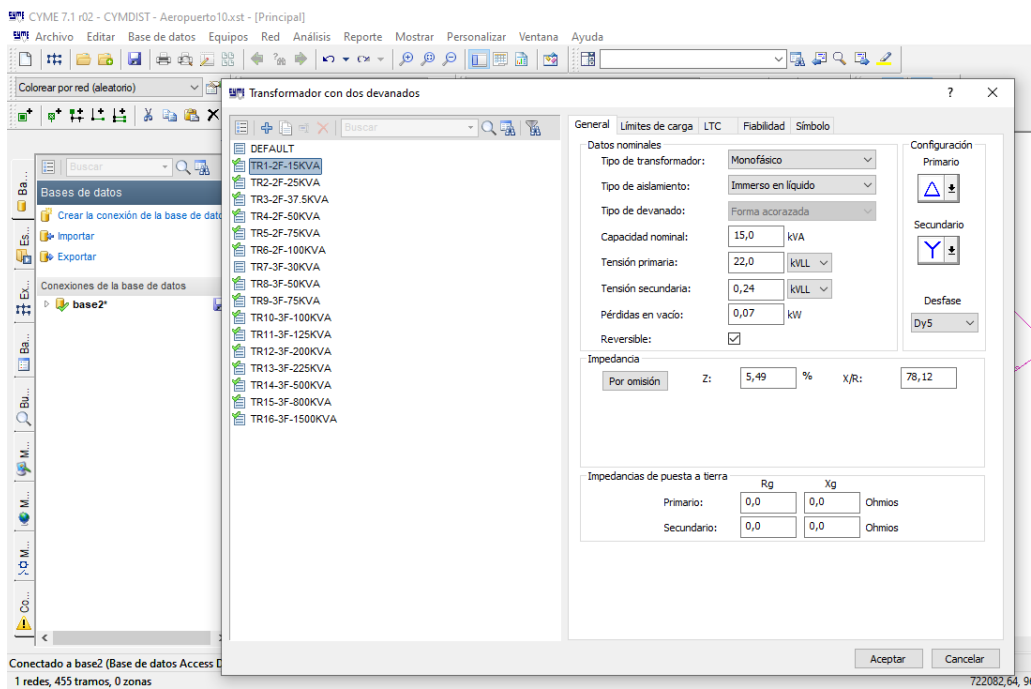 CYME 7.1 r02 - CYMDIST - Aeropuerto10.xst - [Principal]
Archivo Editar Base de datos Equipos Red Análisis Reporte Mostrar Personalizar Ventana Ayuda
Colorear por red (aleatorio)
Transformador con dos devanados
? X
Buscar
Bases de datos
Crear la conexión de la base de dato
Importar
Exportar
Conexiones de la base de datos
base2*
Ba...
Es...
Ex...
Ba...
Bu...
M...
M...
M...
Co...
Buscar
DEFAULT
TR1-2F-15KVA
TR2-2F-25KVA
TR3-2F-37.5KVA
TR4-2F-50KVA
TR5-2F-75KVA
TR6-2F-100KVA
TR7-3F-30KVA
TR8-3F-50KVA
TR9-3F-75KVA
TR10-3F-100KVA
TR11-3F-125KVA
TR12-3F-200KVA
TR13-3F-225KVA
TR14-3F-500KVA
TR15-3F-800KVA
TR16-3F-1500KVA
General Límites de carga LTC Fiabilidad Símbolo
Datos nominales
Tipo de transformador: Monofásico
Tipo de aislamiento: Immerso en líquido
Tipo de devanado: Forma acorazada
Capacidad nominal: 15,0 kVA
Tensión primaria: 22,0 kVLL
Tensión secundaria: 0,24 kVLL
Pérdidas en vacío: 0,07 kW
Reversible:
Configuración
Primario
Secundario
Desfase
Dy5
Impedancia
Por omisión Z: 5,49 % X/R: 78,12
Impedancias de puesta a tierra
Rg Xg
Primario: 0,0 0,0 Ohmios
Secundario: 0,0 0,0 Ohmios
Aceptar Cancelar
Conectado a base2 (Base de datos Access D
1 redes, 455 tramos, 0 zonas
722082,64, 9